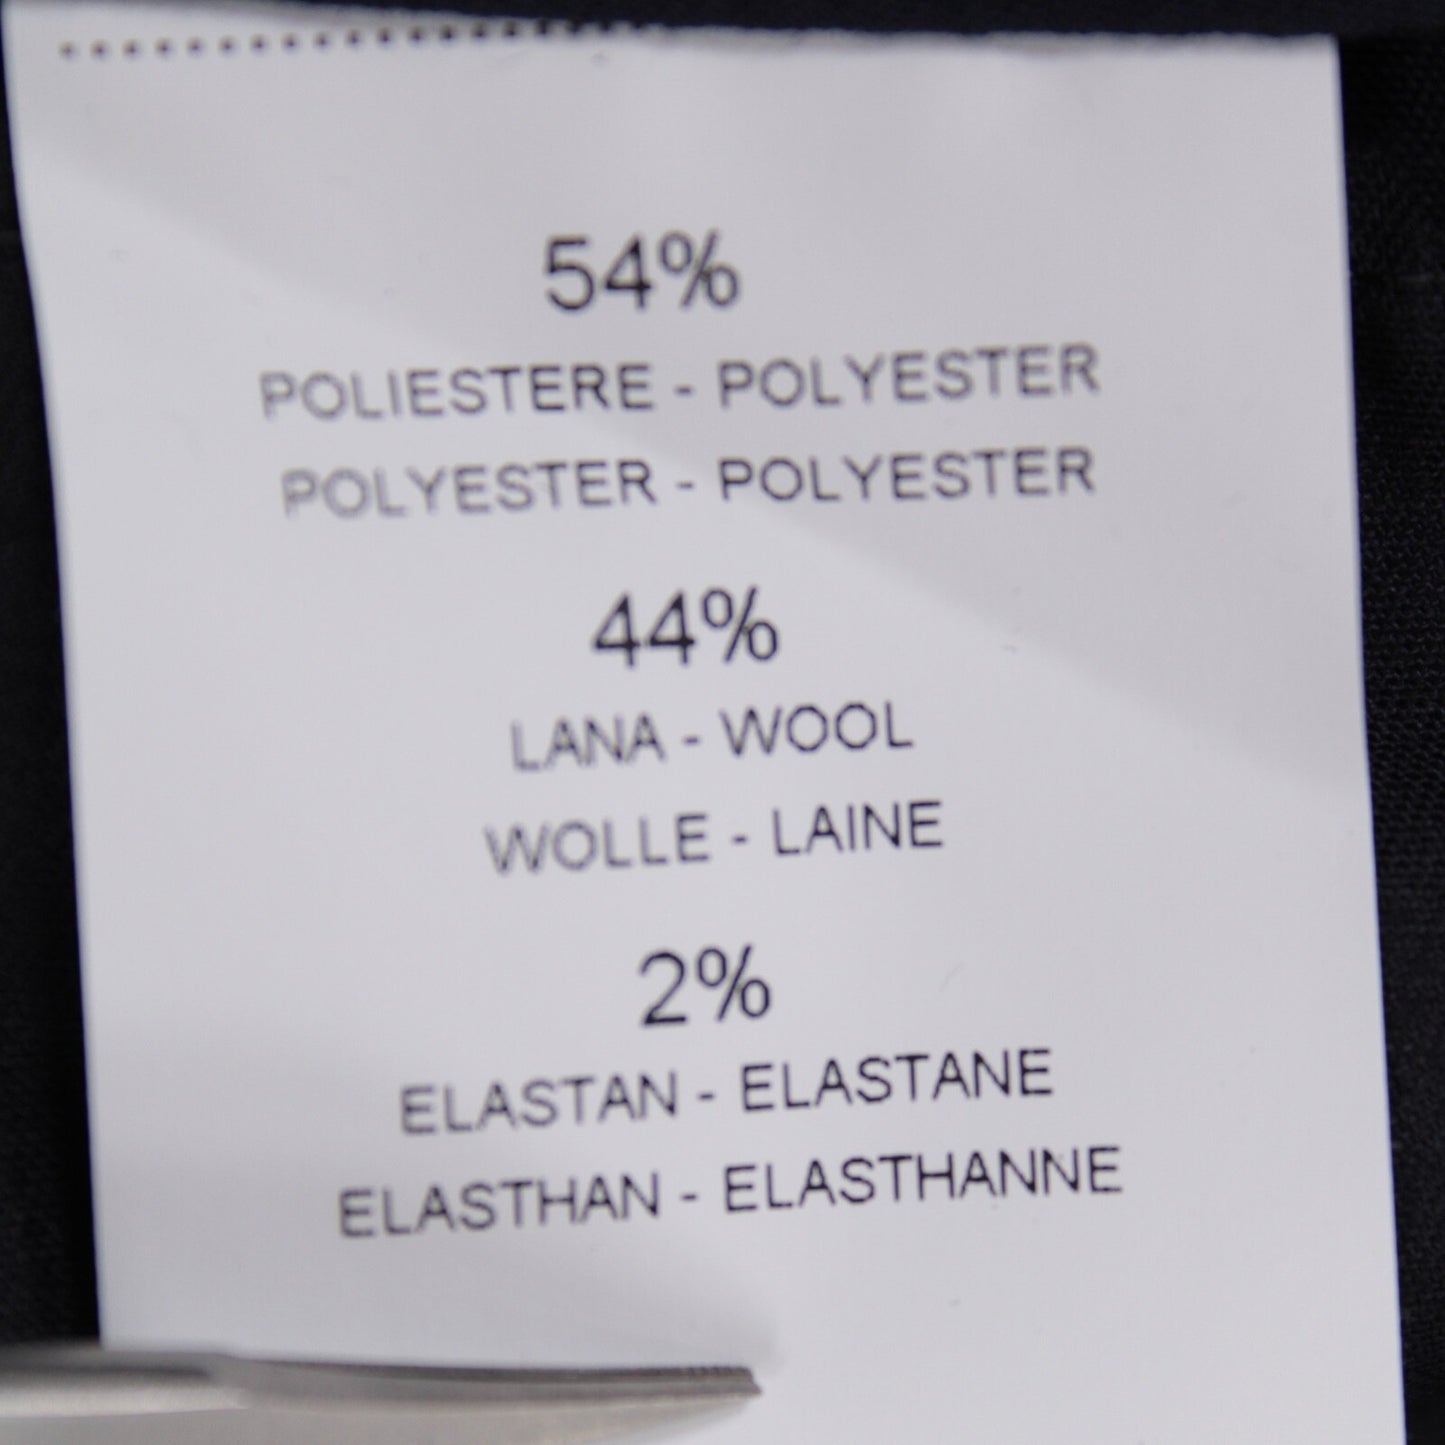 54%
POLIESTERE - POLYESTER
POLYESTER - POLYESTER
44%
LANA - WOOL
WOLLE - LAINE
2%
ELASTAN - ELASTANE
ELASTHAN - ELASTHANNE